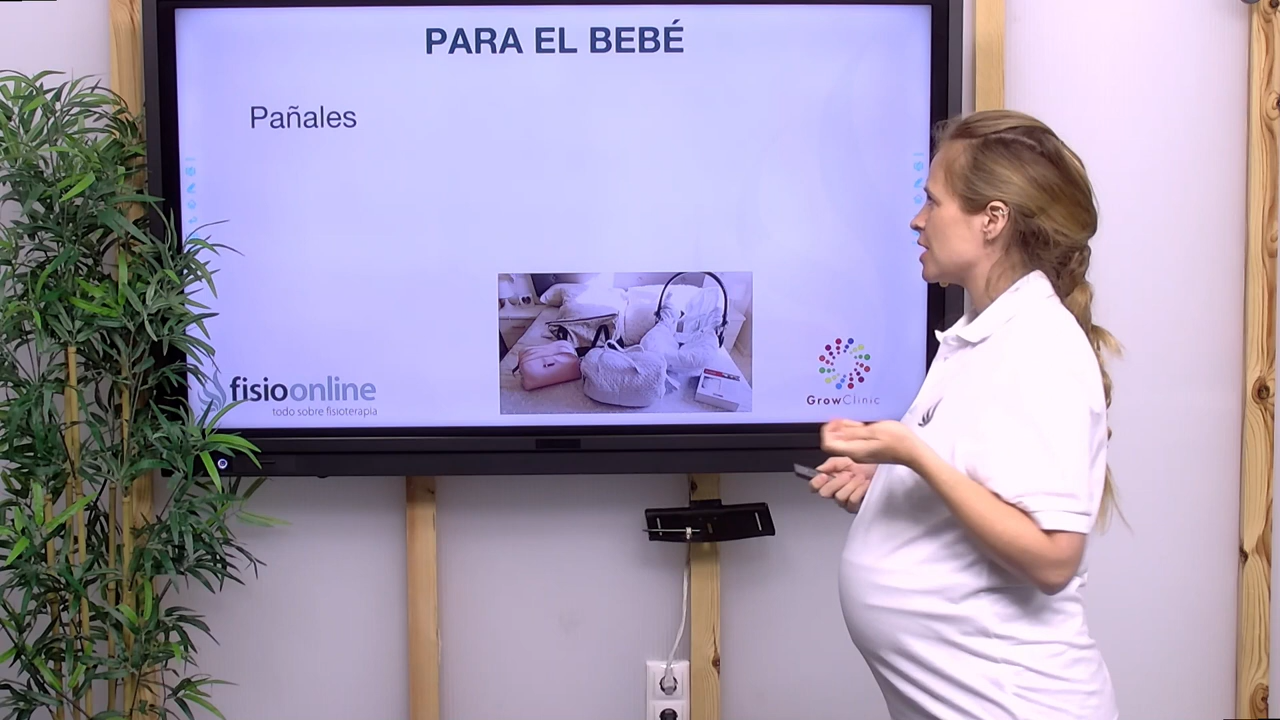 PARA EL BEBÉ
Pañales
fisioonline
todo sobre fisioterapia
GrowClinic